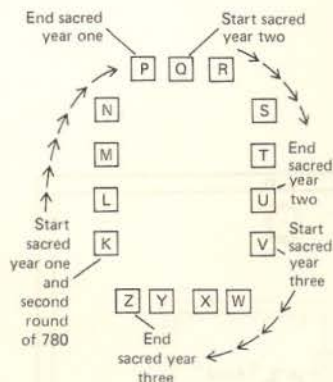 End sacred
year one
Start sacred
year two
P Q R
N
S
M
T
End
sacred
year
two
L
U
Start
sacred
year one
and
second
round
of 780
K
V
Start
sacred
year
three
Z Y X W
End
sacred year
three